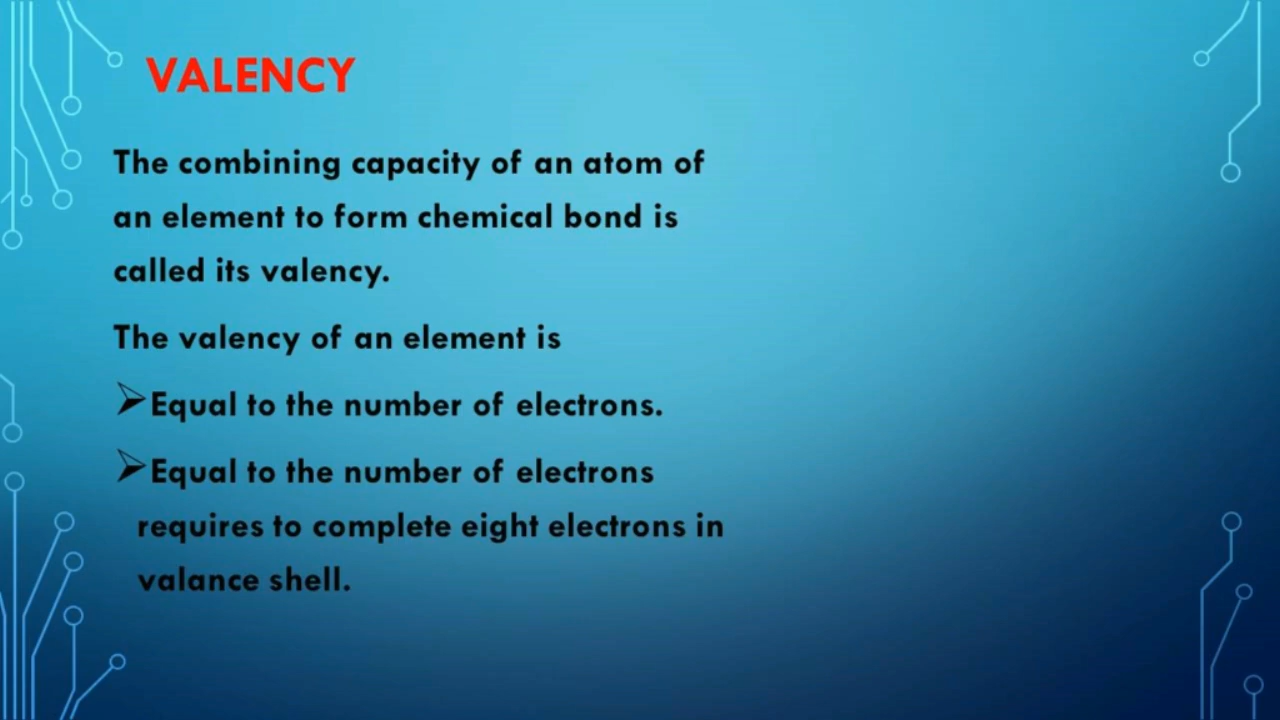 VALENCY
The combining capacity of an atom of
an element to form chemical bond is
called its valency.
The valency of an element is
➢Equal to the number of electrons.
➢Equal to the number of electrons
requires to complete eight electrons in
valance shell.